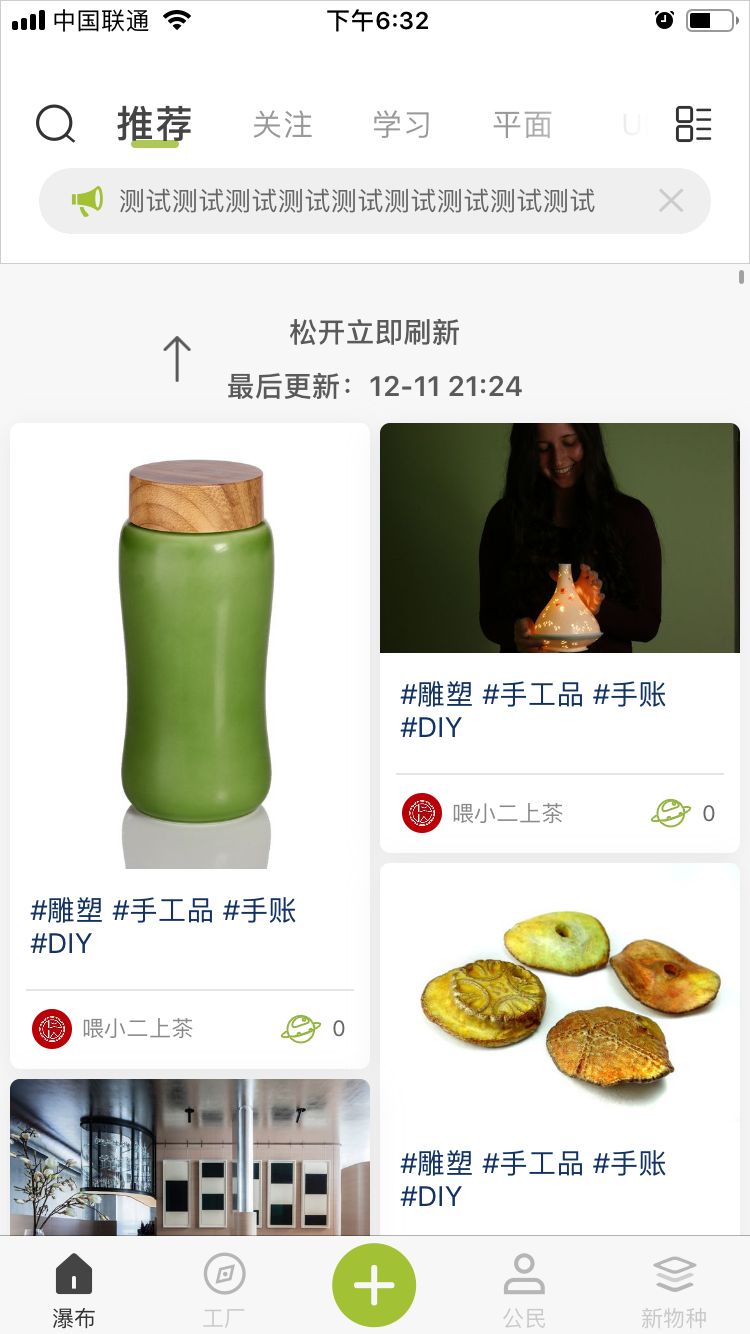 中国联通
下午6:32
推荐
关注
学习
平面
测试测试测试测试测试测试测试测试测试
松开立即刷新
最后更新：12-11 21:24
#雕塑 #手工品 #手账
#DIY
喂小二上茶
0
#雕塑 #手工品 #手账
#DIY
喂小二上茶
0
#雕塑 #手工品 #手账
#DIY
瀑布
工厂
公民
新物种